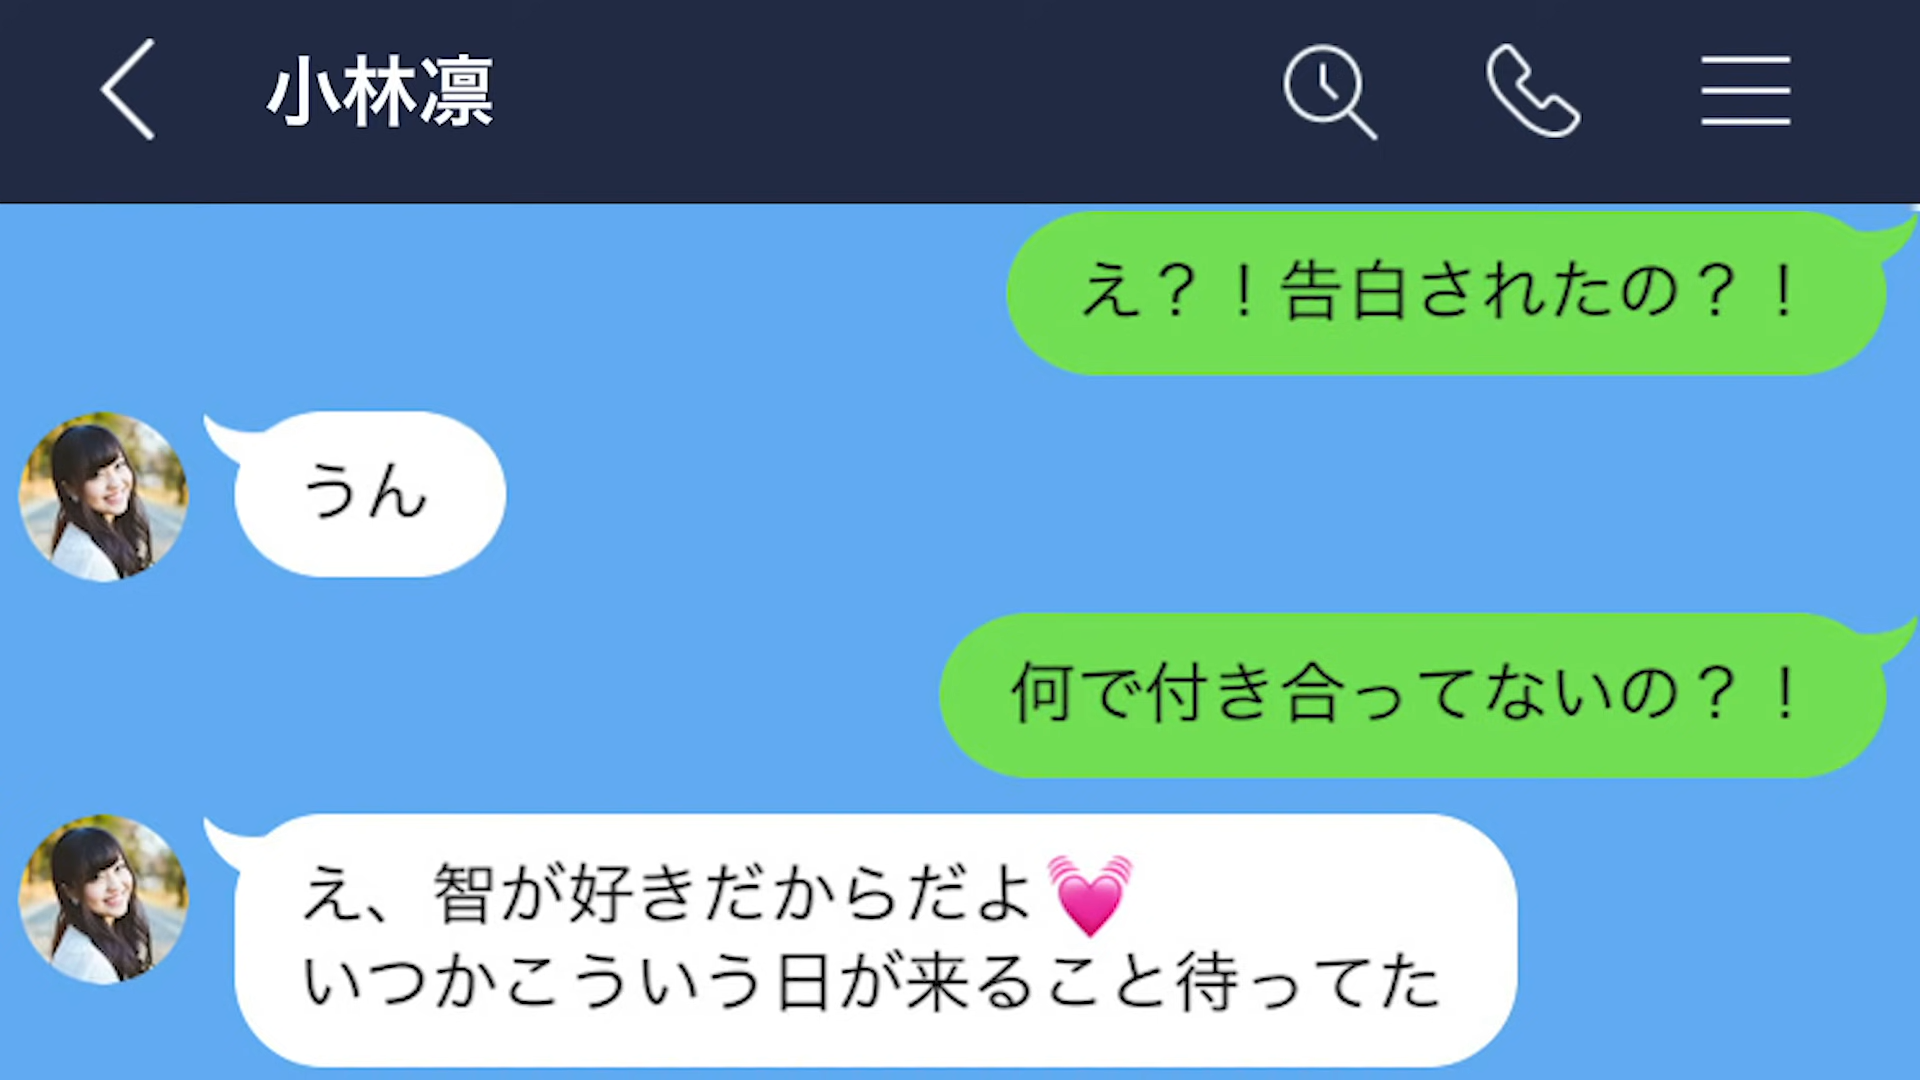 小林凛
え？！告白されたの？！
うん
何で付き合ってないの？！
え、智が好きだからだよ💓
いつかこういう日が来ること待ってた